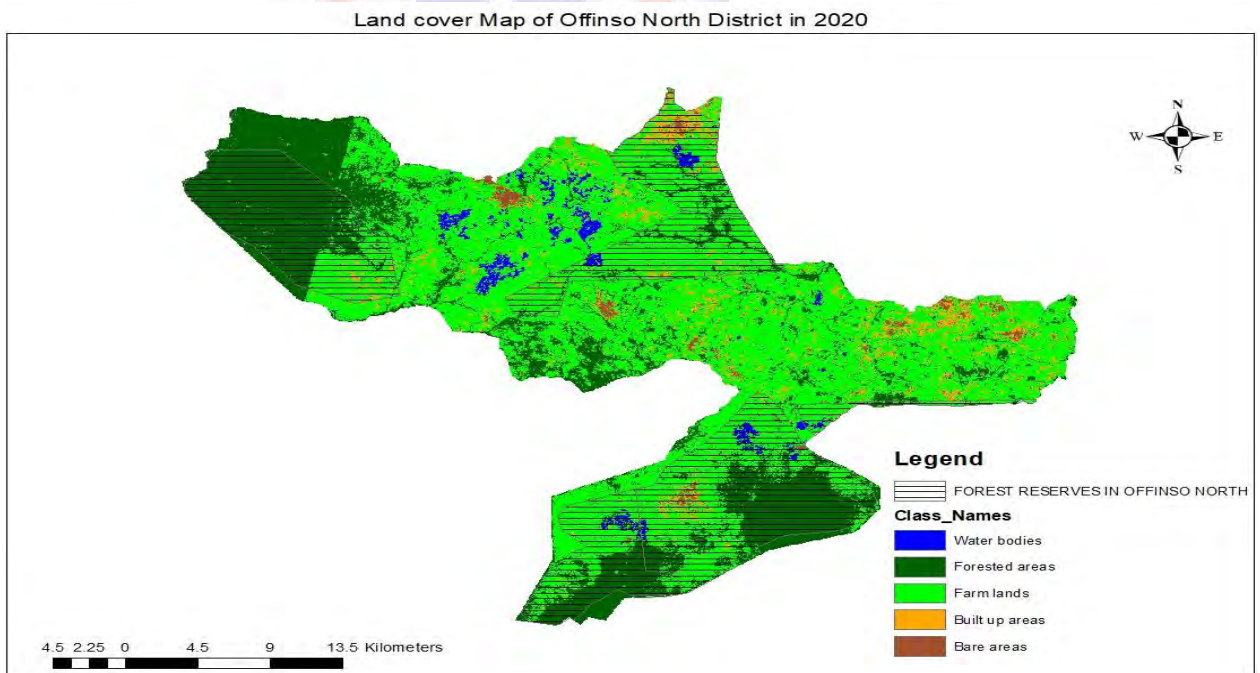 Land cover Map of Offinso North District in 2020
N
W E
S
Legend
FOREST RESERVES IN OFFINSO NORTH
Class_Names
Water bodies
Forested areas
Farm lands
Built up areas
Bare areas
4.5 2.25 0 4.5 9 13.5 Kilometers